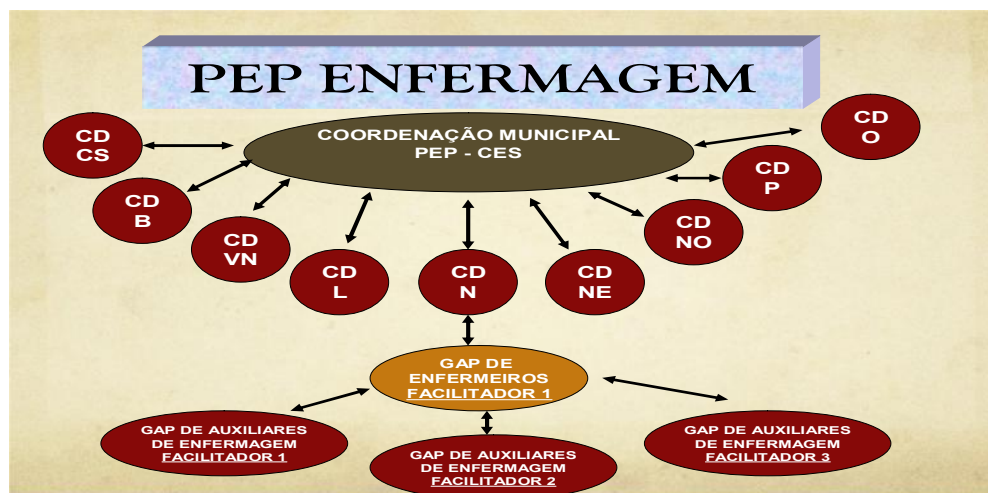 PEP ENFERMAGEM
COORDENAÇÃO MUNICIPAL
PEP - CES
CD
CS
CD
B
CD
VN
CD
L
CD
N
CD
NE
CD
NO
CD
P
CD
O
GAP DE
ENFERMEIROS
FACILITADOR 1
GAP DE AUXILIARES
DE ENFERMAGEM
FACILITADOR 1
GAP DE AUXILIARES
DE ENFERMAGEM
FACILITADOR 2
GAP DE AUXILIARES
DE ENFERMAGEM
FACILITADOR 3